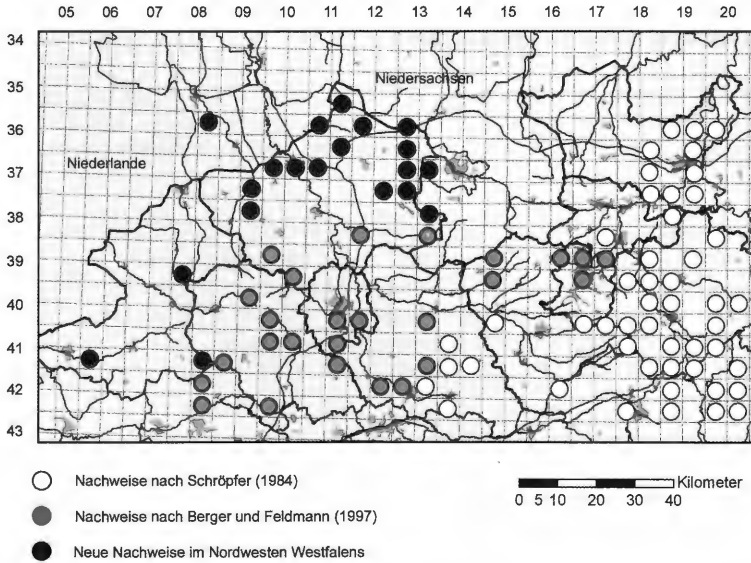 05 06 07 08 09 10 11 12 13 14 15 16 17 18 19 20
34
35
36
37
38
39
40
41
42
43
Niedersachsen
Niederlande
Nachweise nach Schröpfer (1984)
Nachweise nach Berger und Feldmann (1997)
Neue Nachweise im Nordwesten Westfalens
Kilometer
0 5 10 20 30 40